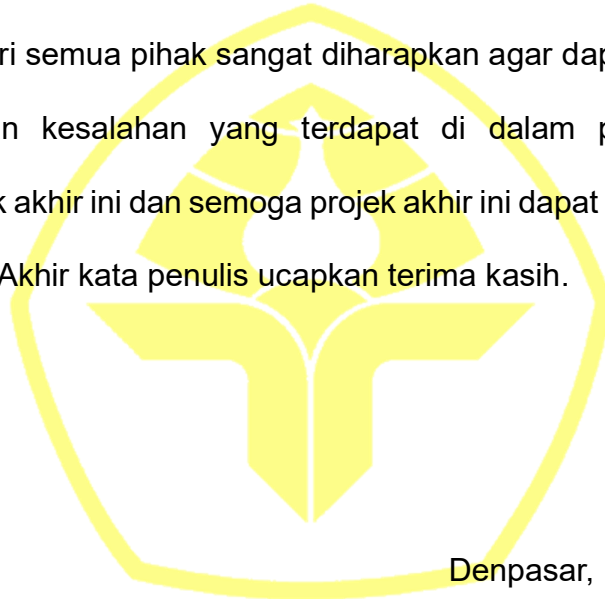 ri semua pihak sangat diharapkan agar dap
n kesalahan yang terdapat di dalam p
k akhir ini dan semoga projek akhir ini dapat
Akhir kata penulis ucapkan terima kasih.
Denpasar,